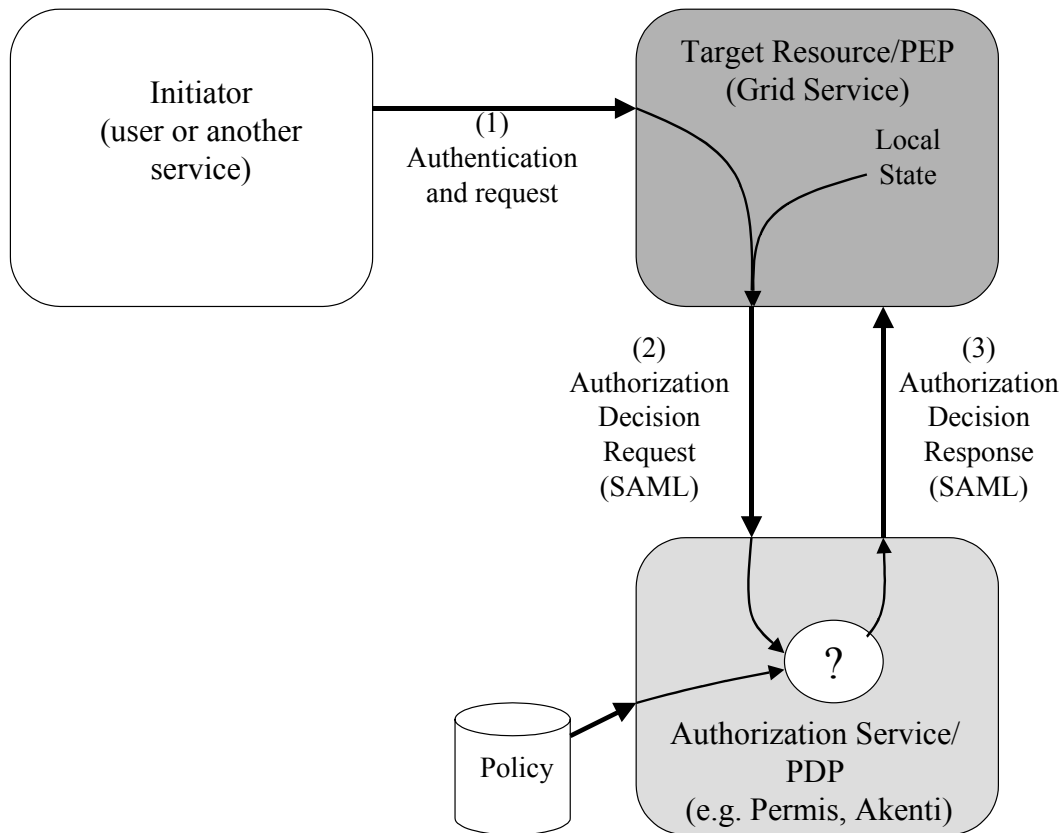 Initiator
(user or another
service)
(1)
Authentication
and request
Target Resource/PEP
(Grid Service)
Local
State
(2)
Authorization
Decision
Request
(SAML)
(3)
Authorization
Decision
Response
(SAML)
?
Policy
Authorization Service/
PDP
(e.g. Permis, Akenti)